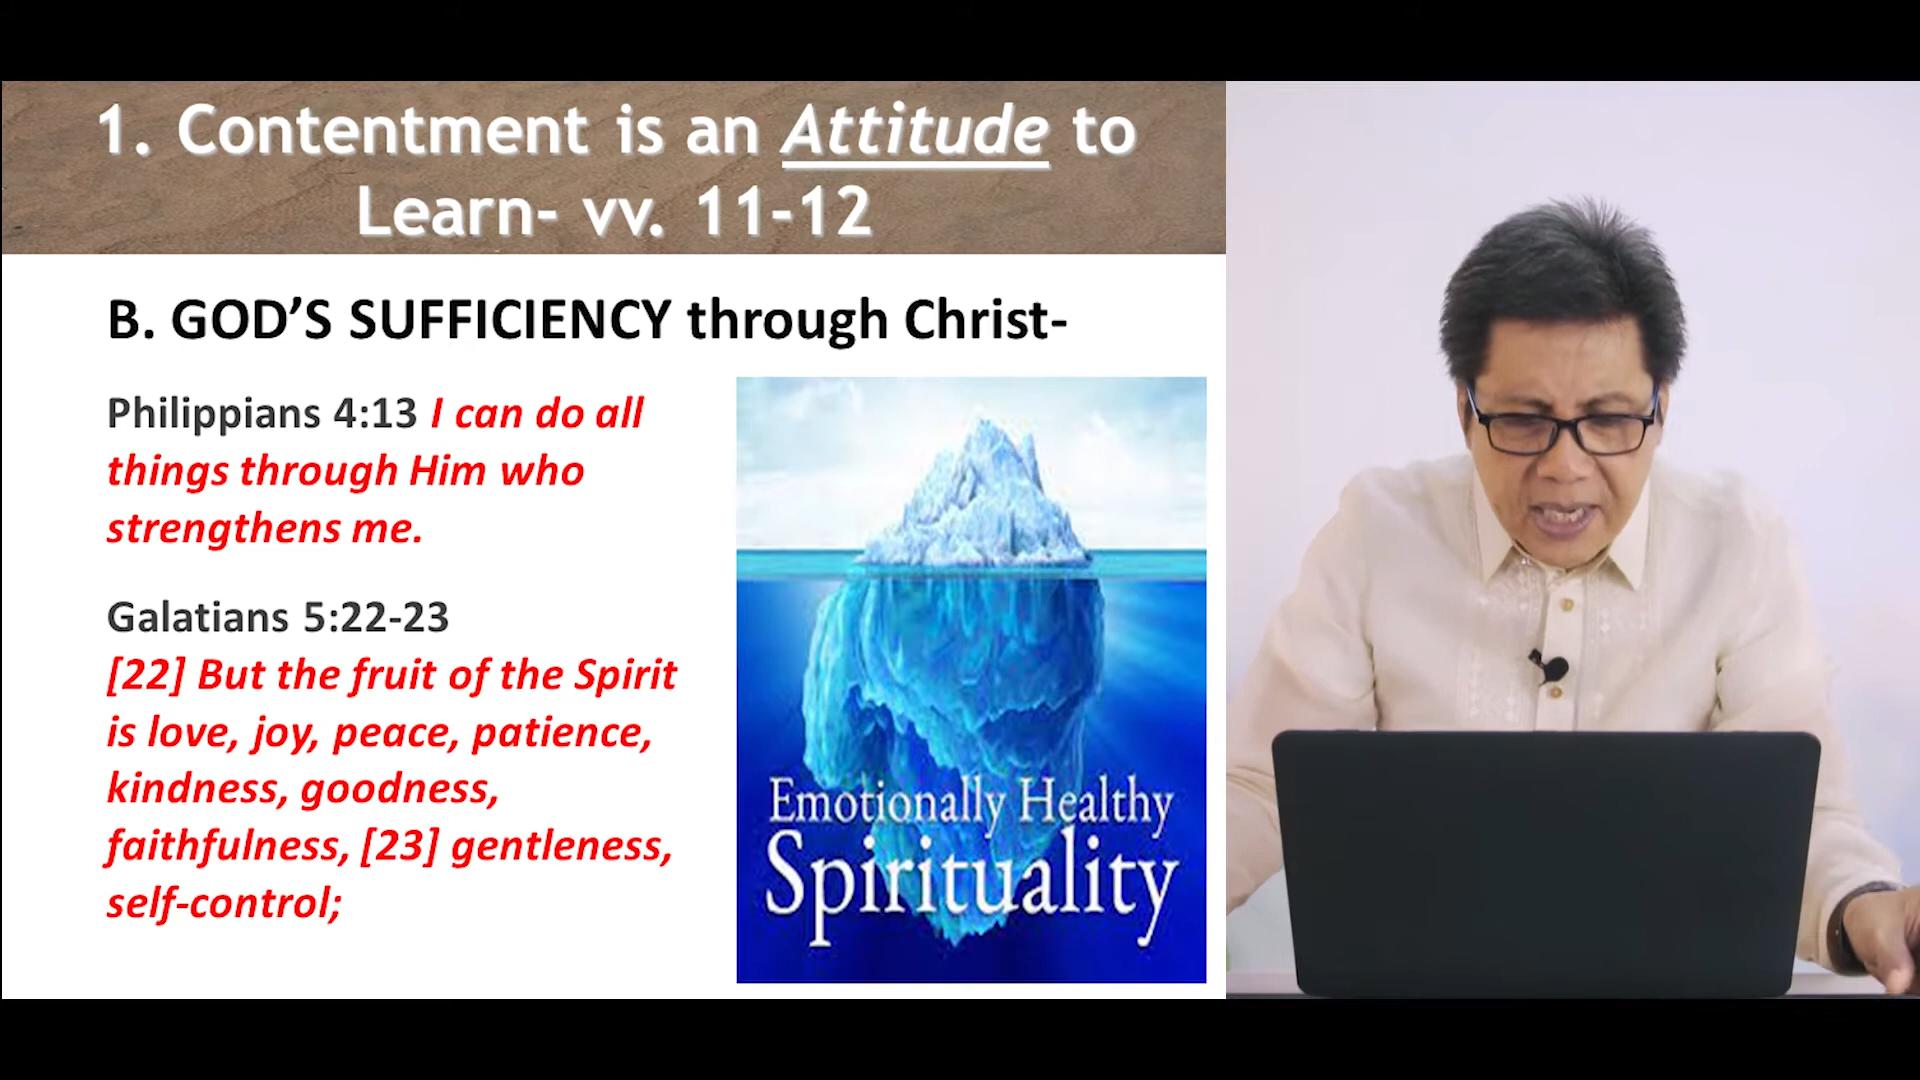 1. Contentment is an Attitude to
Learn- vv. 11-12
B. GOD’S SUFFICIENCY through Christ-
Philippians 4:13 I can do all
things through Him who
strengthens me.
Galatians 5:22-23
[22] But the fruit of the Spirit
is love, joy, peace, patience,
kindness, goodness,
faithfulness, [23] gentleness,
self-control;
Emotionally Healthy
Spirituality